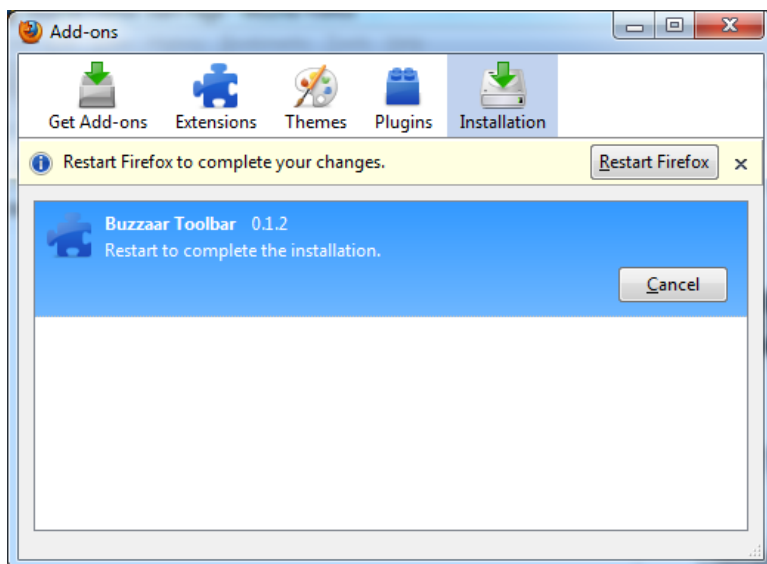 Add-ons
Get Add-ons Extensions Themes Plugins Installation
Restart Firefox to complete your changes. Restart Firefox
Buzzaar Toolbar 0.1.2
Restart to complete the installation.
Cancel